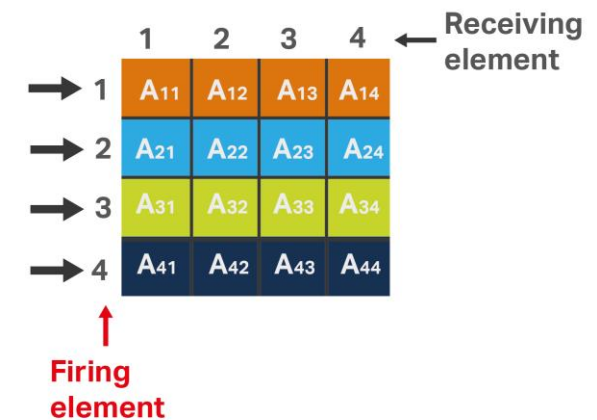 1 2 3 4 Receiving
element
1 A11 A12 A13 A14
2 A21 A22 A23 A24
3 A31 A32 A33 A34
4 A41 A42 A43 A44
Firing
element